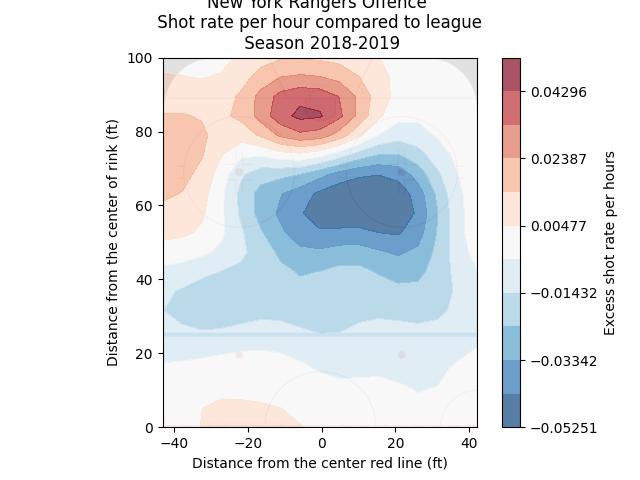 New York Rangers Offence
Shot rate per hour compared to league
Season 2018-2019
100
80
60
40
20
0
−40
−20
0
20
40
Distance from the center of rink (ft)
Distance from the center red line (ft)
0.04296
0.02387
0.00477
−0.01432
−0.03342
−0.05251
Excess shot rate per hours